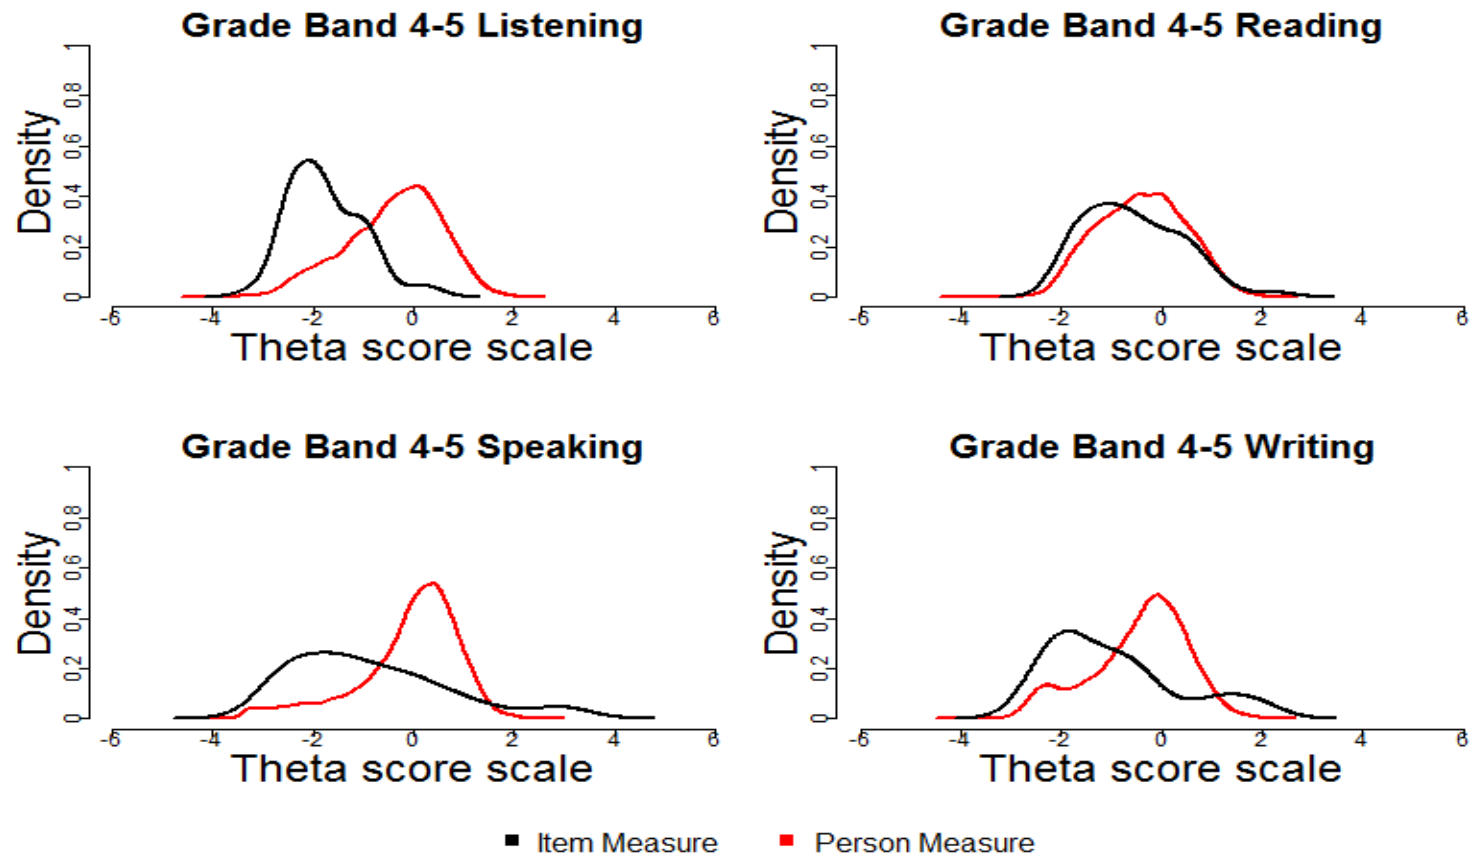 Grade Band 4-5 Listening
Density
0 0.2 0.4 0.6 0.8 1
-6 -4 -2 0 2 4 6
Theta score scale
Grade Band 4-5 Reading
Density
0 0.2 0.4 0.6 0.8 1
-6 -4 -2 0 2 4 6
Theta score scale
Grade Band 4-5 Speaking
Density
0 0.2 0.4 0.6 0.8 1
-6 -4 -2 0 2 4 6
Theta score scale
Grade Band 4-5 Writing
Density
0 0.2 0.4 0.6 0.8 1
-6 -4 -2 0 2 4 6
Theta score scale
Item Measure Person Measure